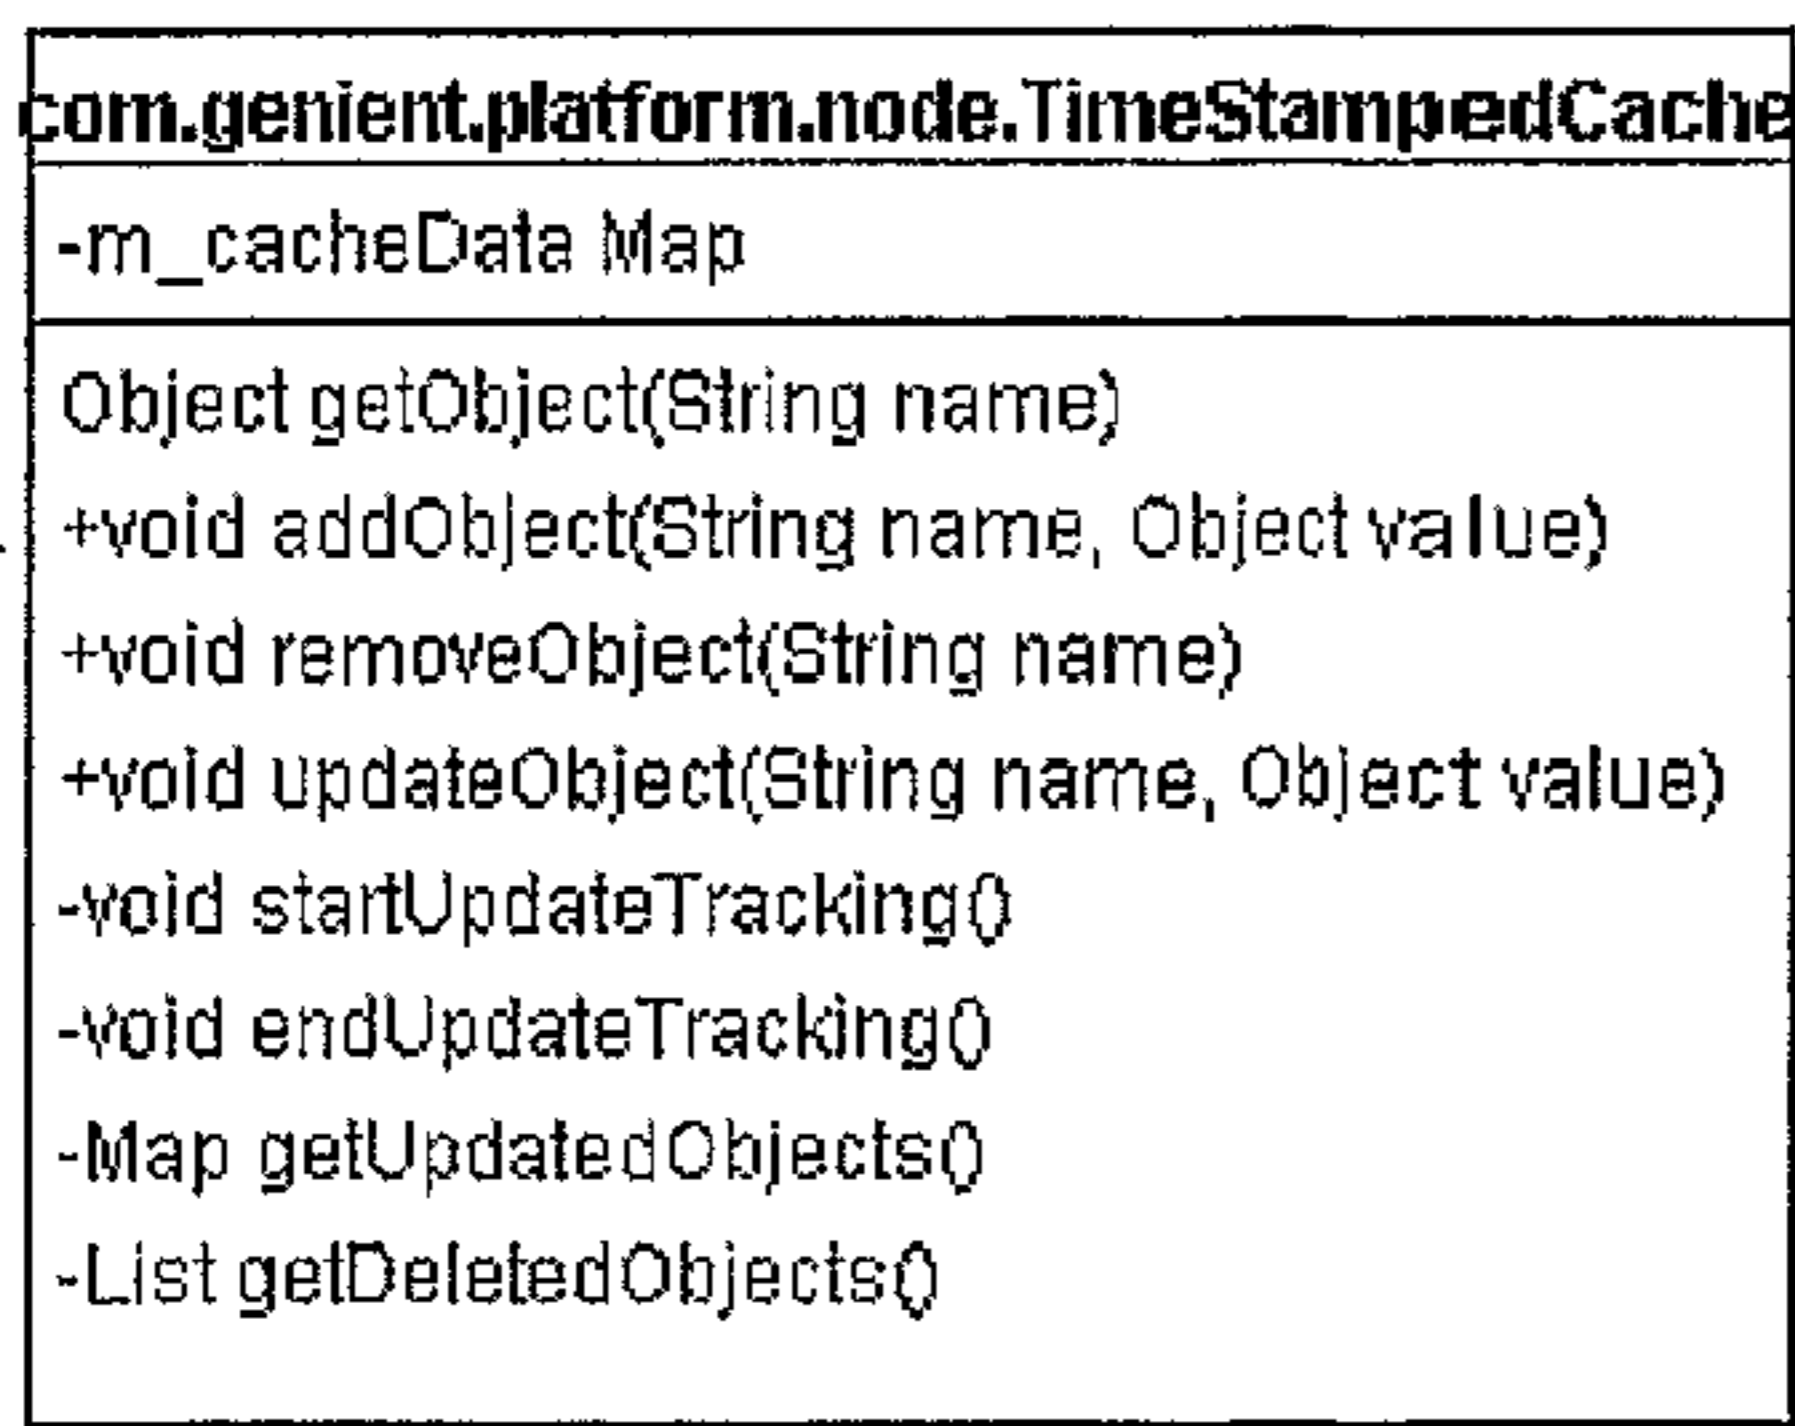 com.genient.platform.node.TimeStampedCache
-m_cacheData Map
Object getObject(String name)
+void addObject(String name, Object value)
+void removeObject(String name)
+void updateObject(String name, Object value)
-void startUpdateTracking()
-void endUpdateTracking()
-Map getUpdatedObjects()
-List getDeletedObjects()